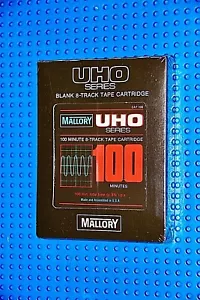 UHO
SERIES
BLANK 8-TRACK TAPE CARTRIDGE
MALLORY
UHO
SERIES
100 MINUTE 8-TRACK TAPE CARTRIDGE
100
MINUTES
Made and Assembled in U.S.A.
MALLORY